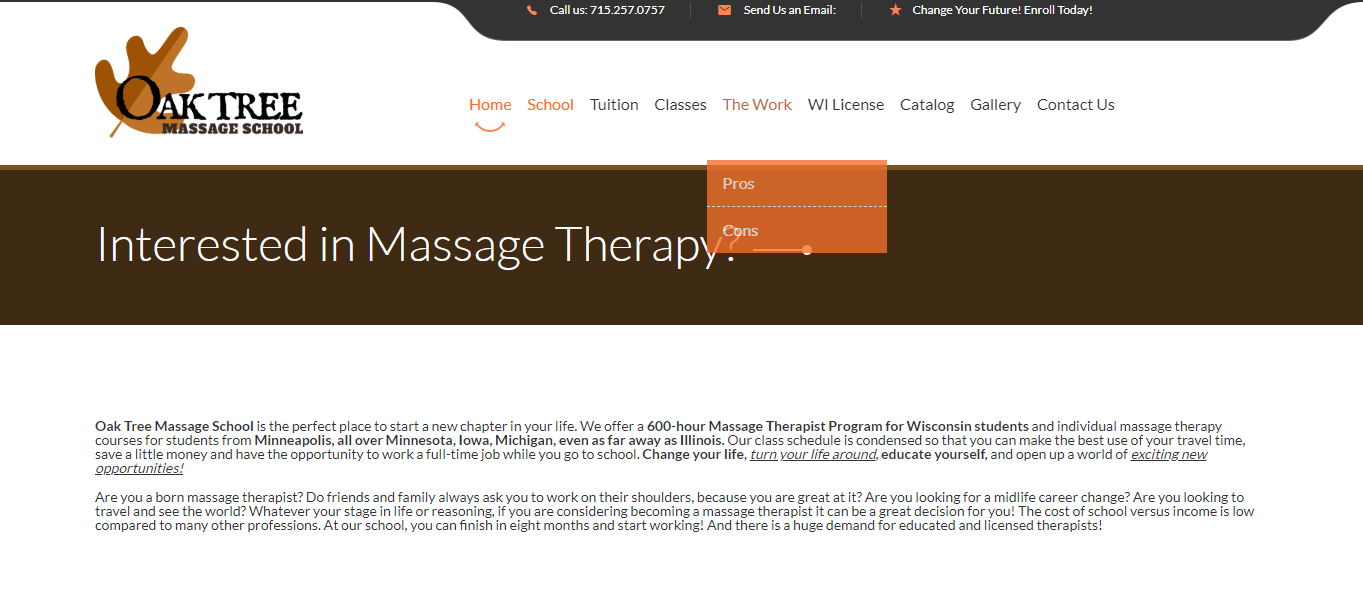 Call us: 715.257.0757
Send Us an Email:
Change Your Future! Enroll Today!
OAK TREE
MASSAGE SCHOOL
Home School Tuition Classes The Work WI License Catalog Gallery Contact Us
Pros
Cons
Interested in Massage Therapy?
Oak Tree Massage School is the perfect place to start a new chapter in your life. We offer a 600-hour Massage Therapist Program for Wisconsin students and individual massage therapy
courses for students from Minneapolis, all over Minnesota, Iowa, Michigan, even as far away as Illinois. Our class schedule is condensed so that you can make the best use of your travel time,
save a little money and have the opportunity to work a full-time job while you go to school. Change your life, turn your life around, educate yourself, and open up a world of exciting new
opportunities!
Are you a born massage therapist? Do friends and family always ask you to work on their shoulders, because you are great at it? Are you looking for a midlife career change? Are you looking to
travel and see the world? Whatever your stage in life or reasoning, if you are considering becoming a massage therapist it can be a great decision for you! The cost of school versus income is low
compared to many other professions. At our school, you can finish in eight months and start working! And there is a huge demand for educated and licensed therapists!